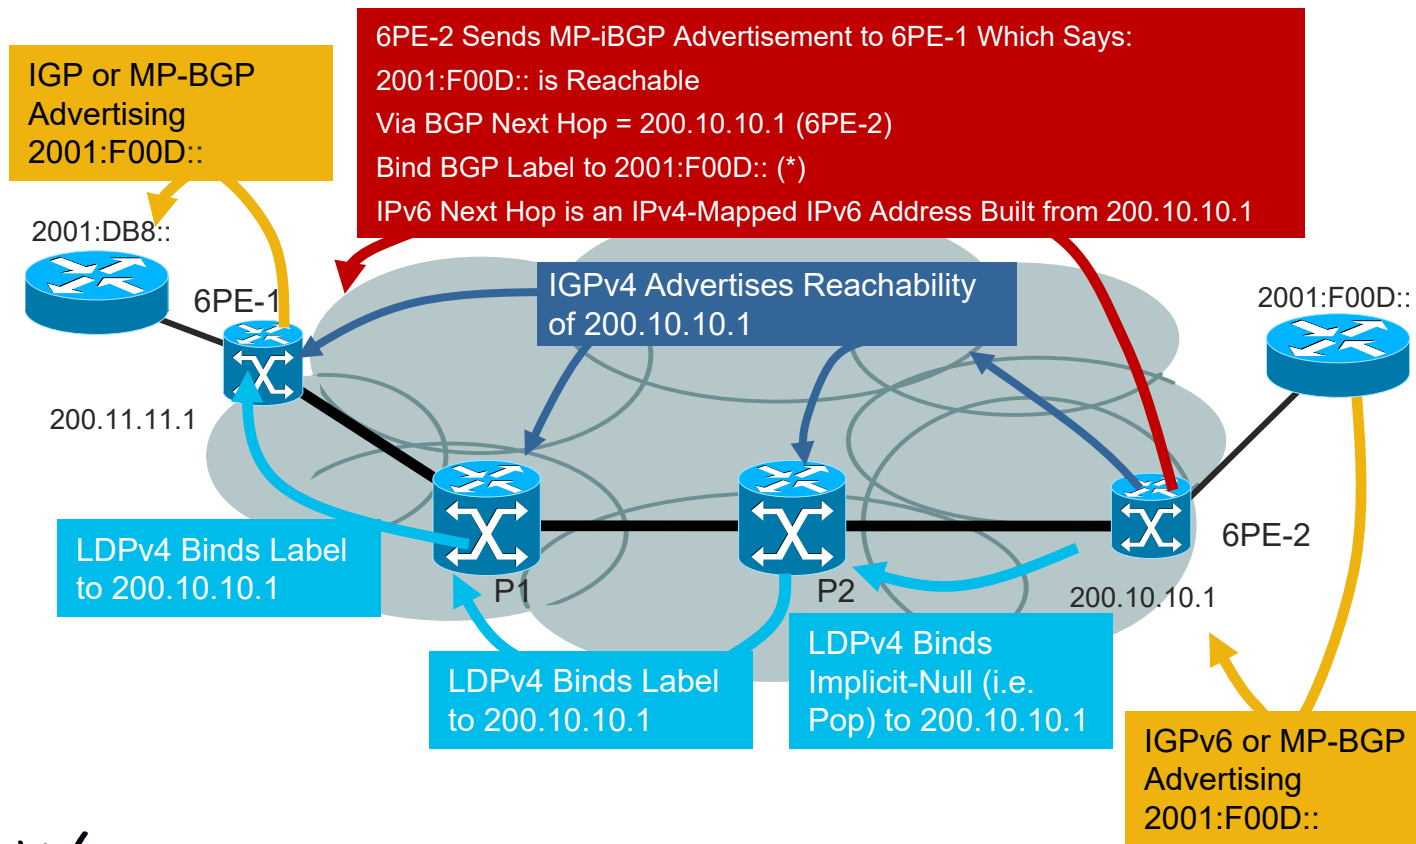 6PE-2 Sends MP-iBGP Advertisement to 6PE-1 Which Says:
2001:F00D:: is Reachable
Via BGP Next Hop = 200.10.10.1 (6PE-2)
Bind BGP Label to 2001:F00D:: (*)
IPv6 Next Hop is an IPv4-Mapped IPv6 Address Built from 200.10.10.1
IGP or MP-BGP
Advertising
2001:F00D::
2001:DB8::
6PE-1
200.11.11.1
IGPv4 Advertises Reachability
of 200.10.10.1
2001:F00D::
6PE-2
200.10.10.1
P1
P2
LDPv4 Binds Label
to 200.10.10.1
LDPv4 Binds Label
to 200.10.10.1
LDPv4 Binds
Implicit-Null (i.e.
Pop) to 200.10.10.1
IGPv6 or MP-BGP
Advertising
2001:F00D::